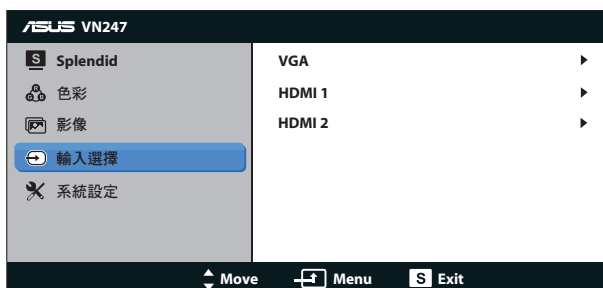 ASUS VN247
S Splendid
色彩
影像
輸入選擇
系統設定
VGA
HDMI 1
HDMI 2
Move Menu S Exit